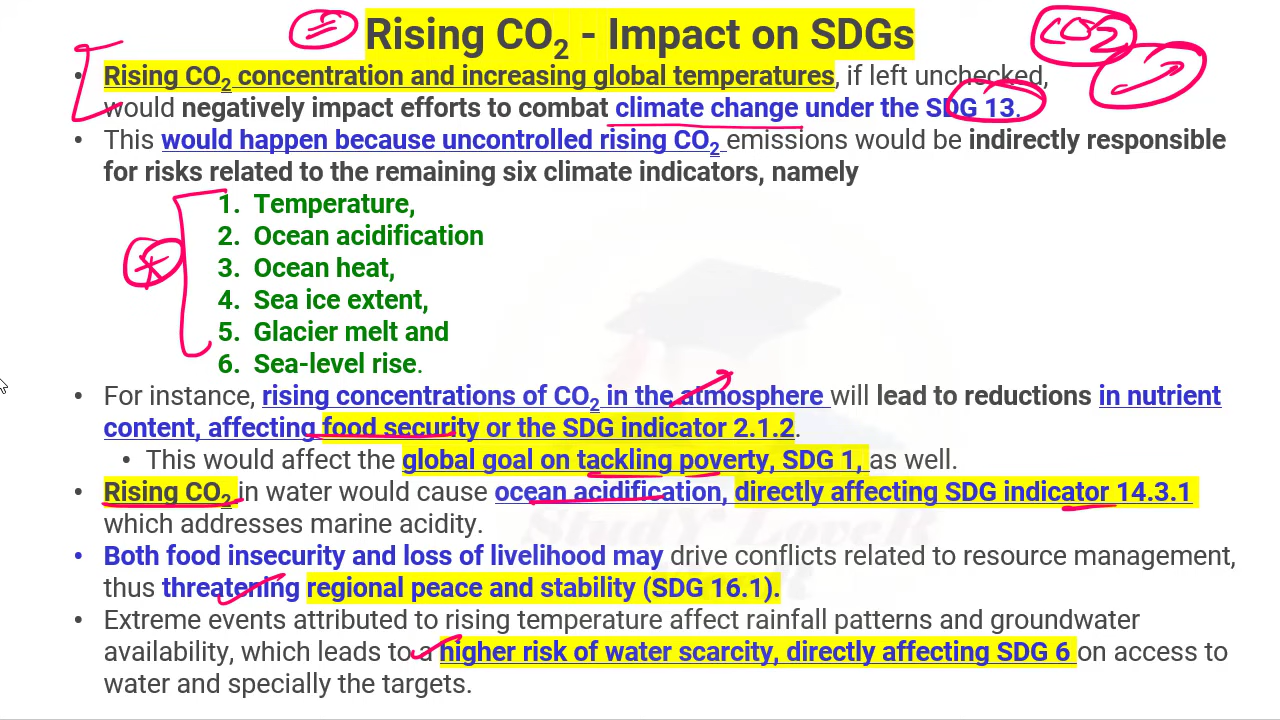 Rising CO₂ - Impact on SDGs
CO2
• Rising CO₂ concentration and increasing global temperatures, if left unchecked,
would negatively impact efforts to combat climate change under the SDG 13.
• This would happen because uncontrolled rising CO₂ emissions would be indirectly responsible
for risks related to the remaining six climate indicators, namely
1. Temperature,
2. Ocean acidification
3. Ocean heat,
4. Sea ice extent,
5. Glacier melt and
6. Sea-level rise.
• For instance, rising concentrations of CO₂ in the atmosphere will lead to reductions in nutrient
content, affecting food security or the SDG indicator 2.1.2.
• This would affect the global goal on tackling poverty, SDG 1, as well.
• Rising CO₂ in water would cause ocean acidification, directly affecting SDG indicator 14.3.1
which addresses marine acidity.
StudY LoveR
• Both food insecurity and loss of livelihood may drive conflicts related to resource management,
thus threatening regional peace and stability (SDG 16.1).
• Extreme events attributed to rising temperature affect rainfall patterns and groundwater
availability, which leads to a higher risk of water scarcity, directly affecting SDG 6 on access to
water and specially the targets.